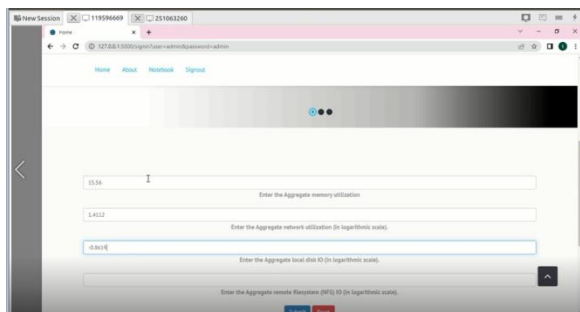 New Session 119596669 251063260
Home
127.0.0.1:5000/signin?user=admin&password=admin
Home About Notebook Signout
15.56
Enter the Aggregate memory utilization
1.4112
Enter the Aggregate network utilization (in logarithmic scale).
-0.8619
Enter the Aggregate local disk IO (in logarithmic scale).
Enter the Aggregate remote filesystem (NFS) IO (in logarithmic scale).